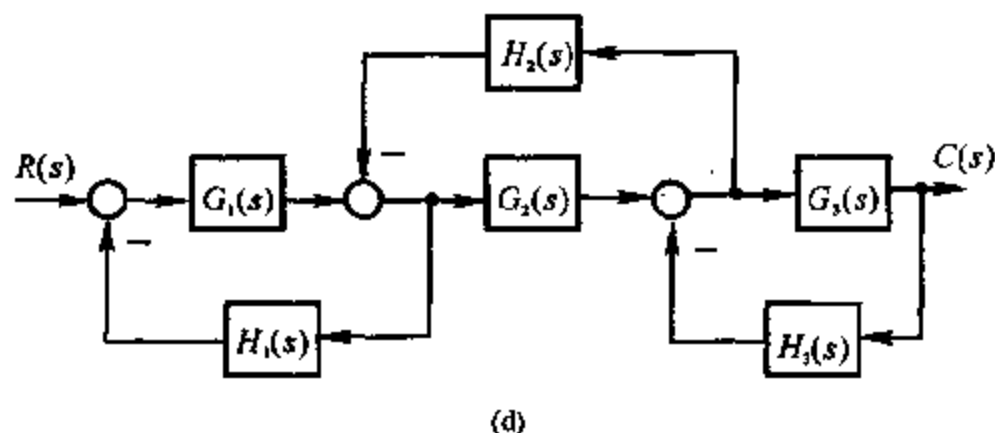 H₂(s)
−
R(s)
G₁(s)
G₂(s)
G₃(s)
C(s)
−
−
H₁(s)
H₃(s)
(d)